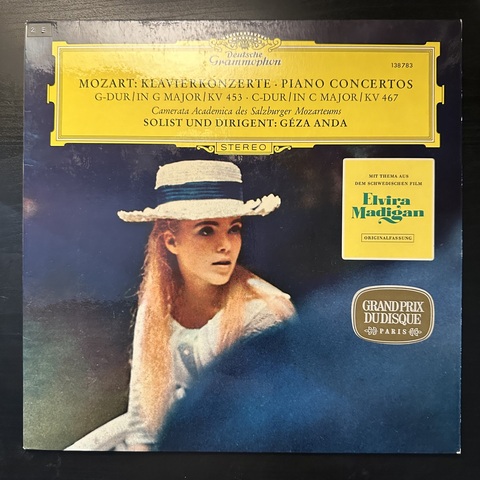 Deutsche
Grammophon
138783
MOZART: KLAVIERKONZERTE · PIANO CONCERTOS
G-DUR/IN G MAJOR/KV 453 · C-DUR/IN C MAJOR/KV 467
Camerata Academica des Salzburger Mozarteums
SOLIST UND DIRIGENT: GÉZA ANDA
STEREO
MIT THEMA AUS
DEM SCHWEDISCHEN FILM
Elvira
Madigan
ORIGINALFASSUNG
GRAND PRIX
DU DISQUE
PARIS